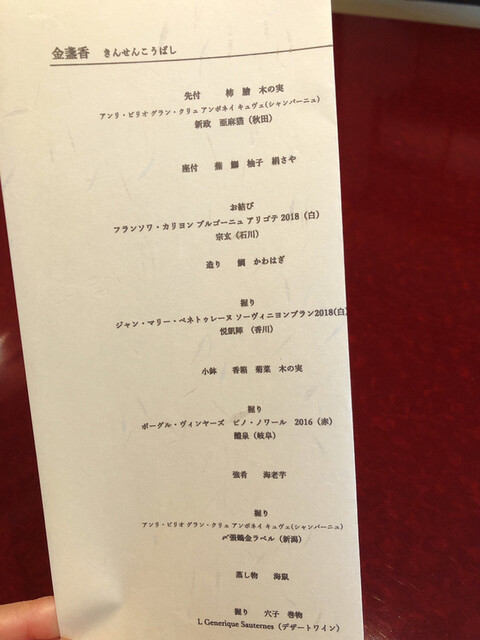 金盞香 きんせんこうばし
先付 柿 膾 木の実
アンリ・ビリオ グラン・クリュ アンボネイ キュヴェ(シャンパーニュ)
新政 亜麻猫（秋田）
座付 蕪 鰤 柚子 絹さや
お結び
フランソワ・カリヨン ブルゴーニュ アリゴテ 2018（白）
宗玄（石川）
造り 鯛 かわはぎ
握り
ジャン・マリー・ペネトゥレーヌ ソーヴィニヨンブラン2018(白)
悦凱陣 （香川）
小鉢 香箱 菊菜 木の実
握り
ボーグル・ヴィンヤーズ ピノ・ノワール 2016（赤）
醴泉（岐阜）
強肴 海老芋
握り
アンリ・ビリオ グラン・クリュ アンボネイ キュヴェ(シャンパーニュ)
〆張鶴金ラベル（新潟）
蒸し物 海鼠
握り 穴子 巻物
L Generique Sauternes（デザートワイン）